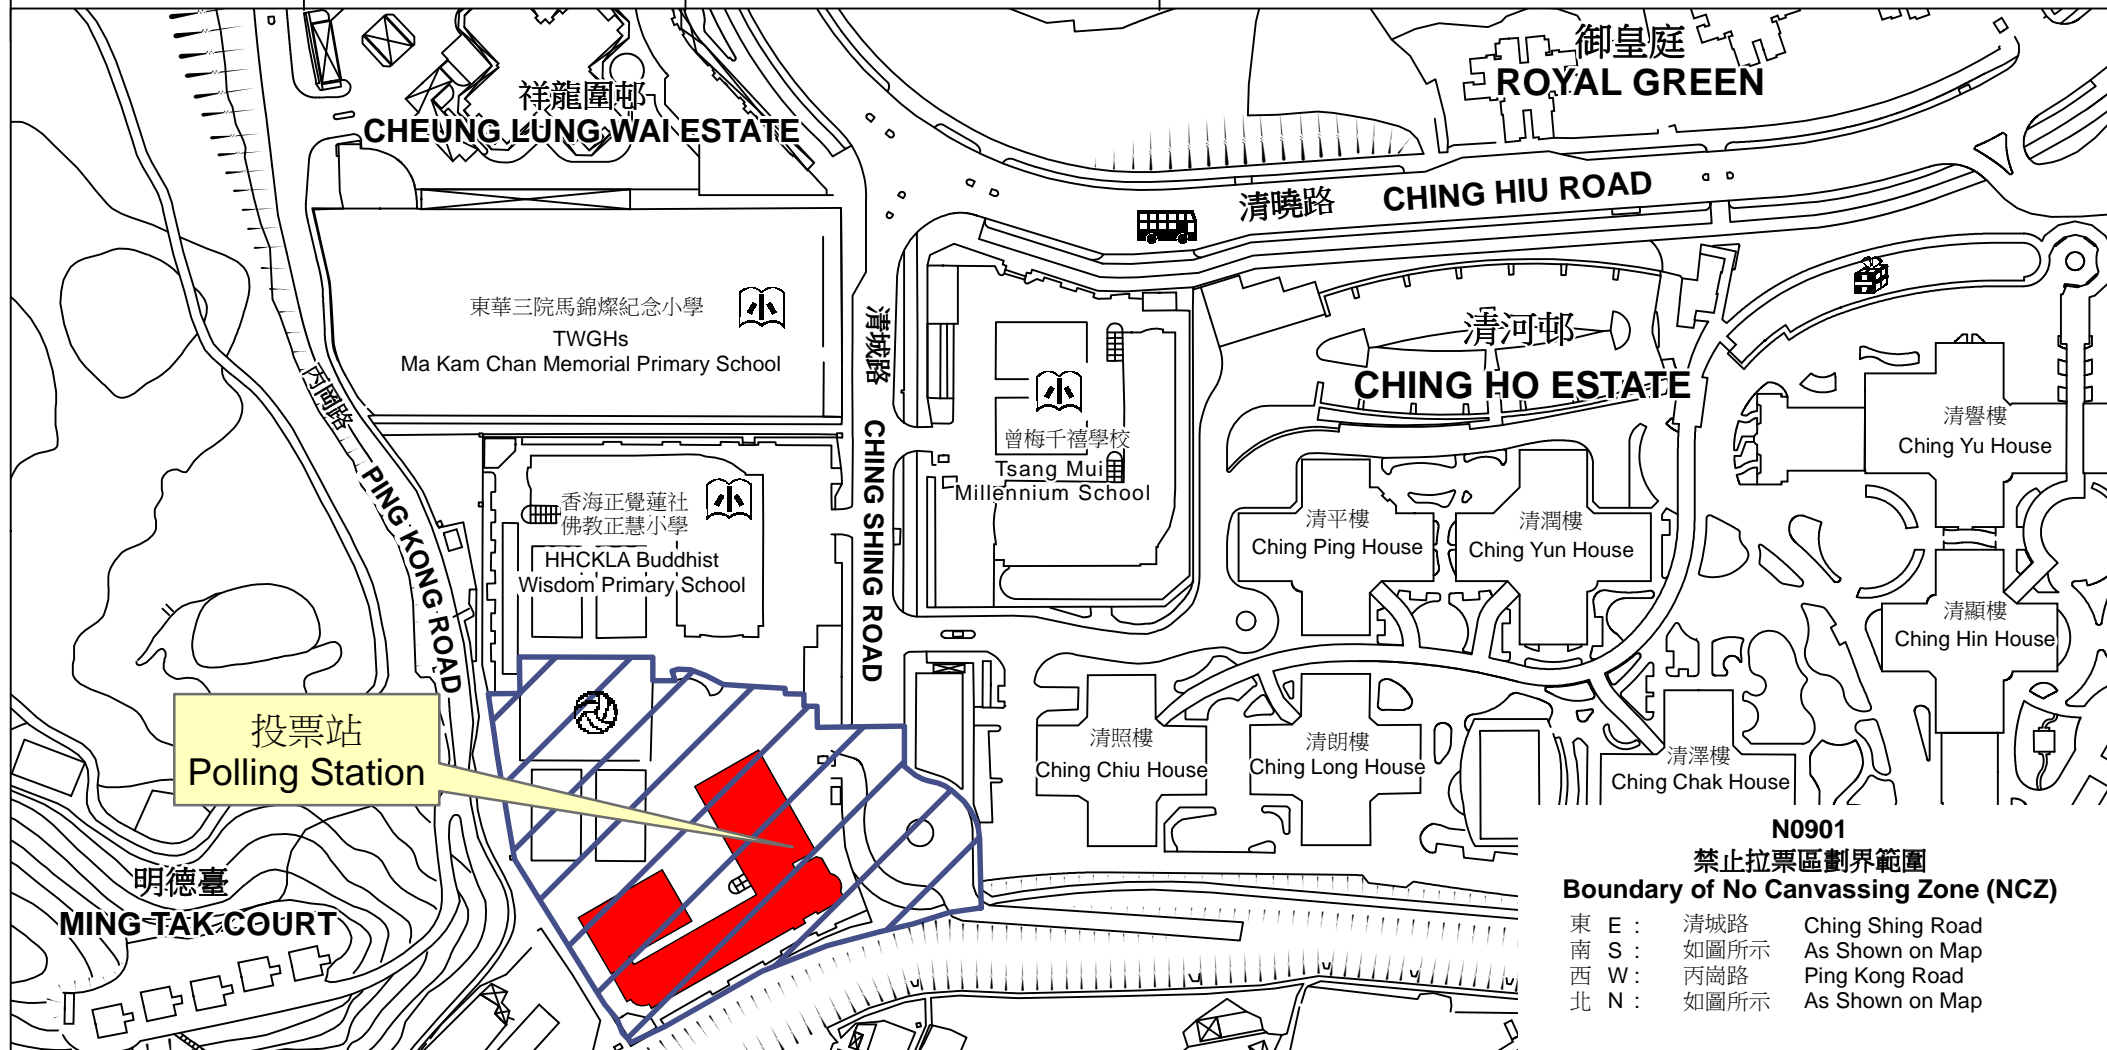 御皇庭
ROYAL GREEN
祥龍圍邨
CHEUNG LUNG WAI ESTATE
清曉路 CHING HIU ROAD
東華三院馬錦燦紀念小學
TWGHs
Ma Kam Chan Memorial Primary School
小
清城路 CHING SHING ROAD
丙崗路 PING KONG ROAD
清河邨
CHING HO ESTATE
小
曾梅千禧學校
Tsang Mui
Millennium School
清譽樓
Ching Yu House
香海正覺蓮社
佛教正慧小學
小
HHCKLA Buddhist
Wisdom Primary School
清平樓
Ching Ping House
清潤樓
Ching Yun House
清顯樓
Ching Hin House
投票站
Polling Station
清照樓
Ching Chiu House
清朗樓
Ching Long House
清澤樓
Ching Chak House
明德臺
MING TAK COURT
N0901
禁止拉票區劃界範圍
Boundary of No Canvassing Zone (NCZ)
東 E : 清城路 Ching Shing Road
南 S : 如圖所示 As Shown on Map
西 W : 丙崗路 Ping Kong Road
北 N : 如圖所示 As Shown on Map